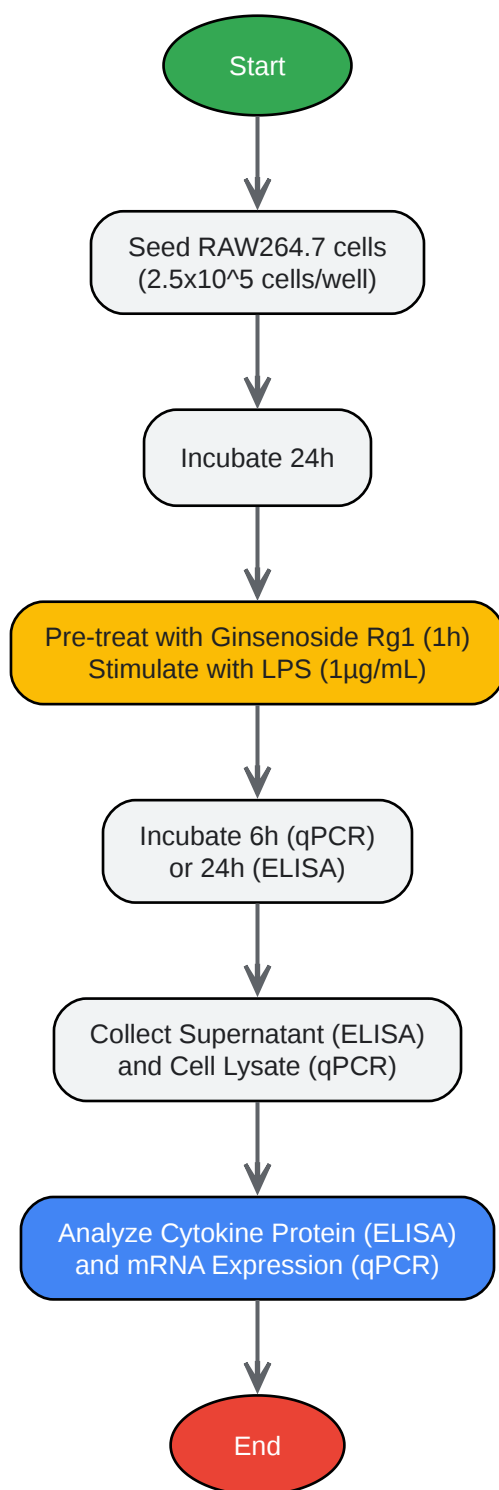 Start
Seed RAW264.7 cells
(2.5x10^5 cells/well)
Incubate 24h
Pre-treat with Ginsenoside Rg1 (1h)
Stimulate with LPS (1µg/mL)
Incubate 6h (qPCR)
or 24h (ELISA)
Collect Supernatant (ELISA)
and Cell Lysate (qPCR)
Analyze Cytokine Protein (ELISA)
and mRNA Expression (qPCR)
End